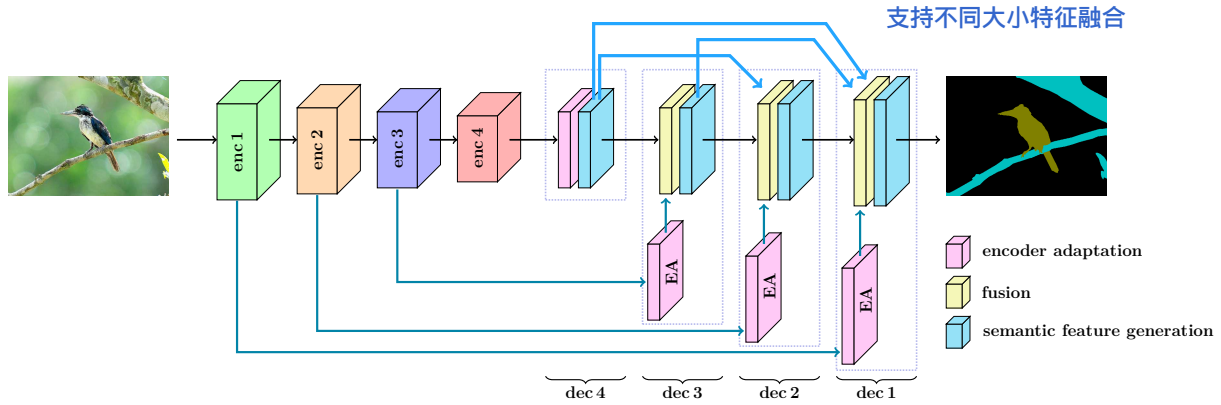 支持不同大小特征融合
enc 1
enc 2
enc 3
enc 4
EA
EA
EA
encoder adaptation
fusion
semantic feature generation
dec 4
dec 3
dec 2
dec 1